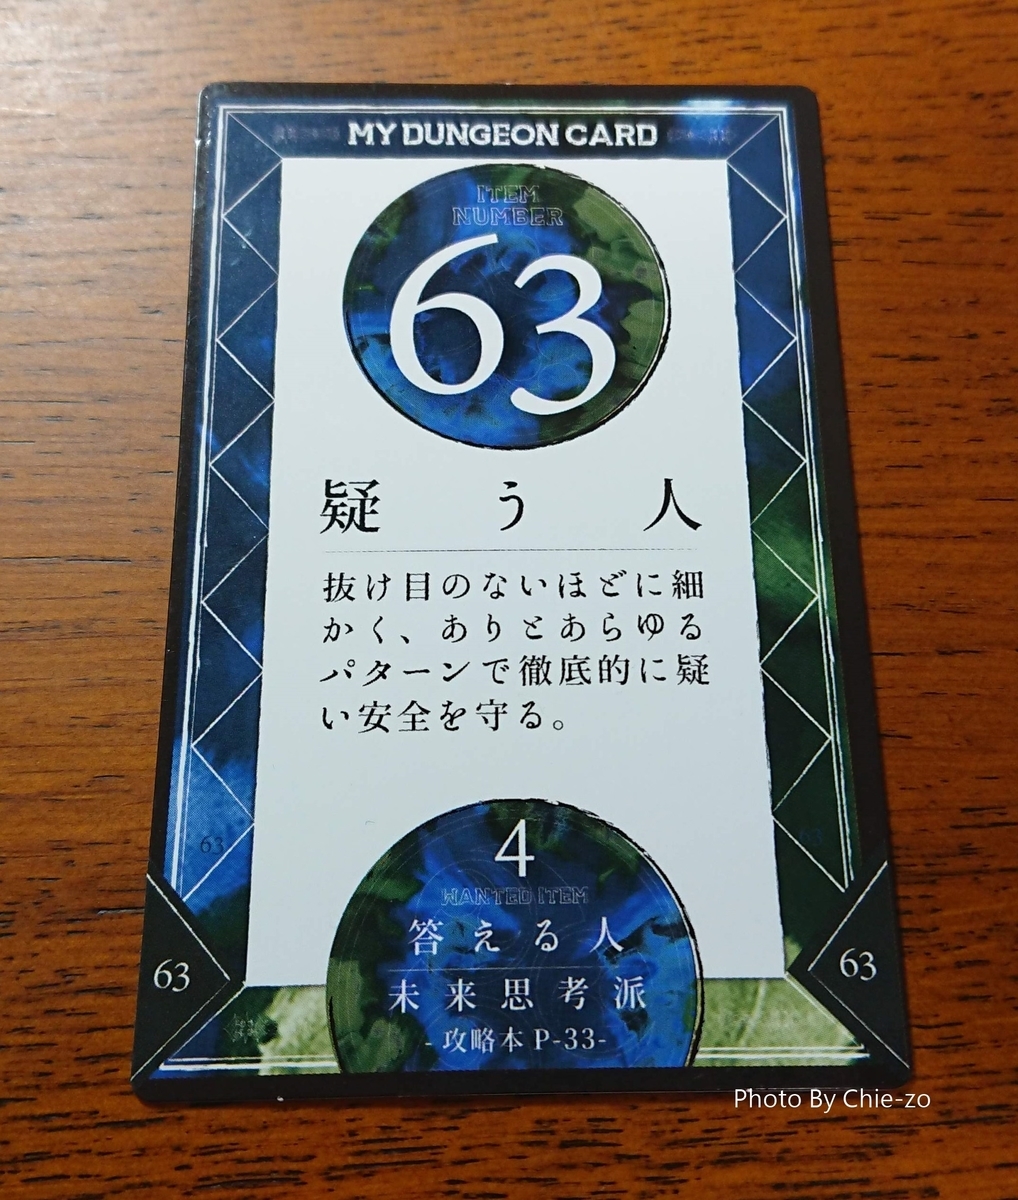 MY DUNGEON CARD
ITEM
NUMBER
63
疑う人
抜け目のないほどに細
かく、ありとあらゆる
パターンで徹底的に疑
い安全を守る。
63
63
4
WANTED ITEM
答える人
未来思考派
- 攻略本 P-33-
63
63
Photo By Chie-zo